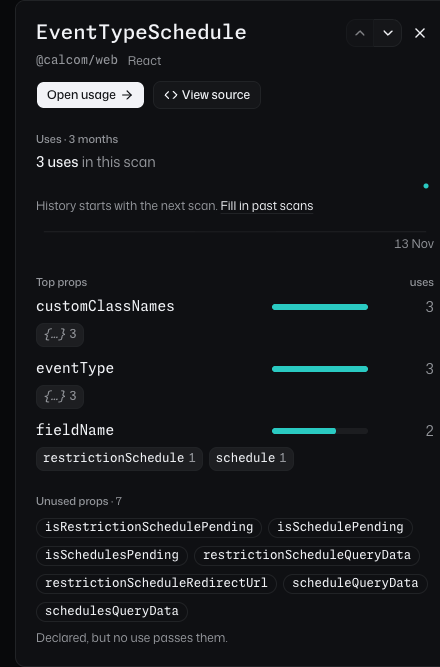 EventTypeSchedule
@calcom/web React
Open usage → <> View source
Uses · 3 months
3 uses in this scan
History starts with the next scan. Fill in past scans
13 Nov
Top props uses
customClassNames 3
{…} 3
eventType 3
{…} 3
fieldName 2
restrictionSchedule 1 schedule 1
Unused props · 7
isRestrictionSchedulePending isSchedulePending
isSchedulesPending restrictionScheduleQueryData
restrictionScheduleRedirectUrl scheduleQueryData
schedulesQueryData
Declared, but no use passes them.